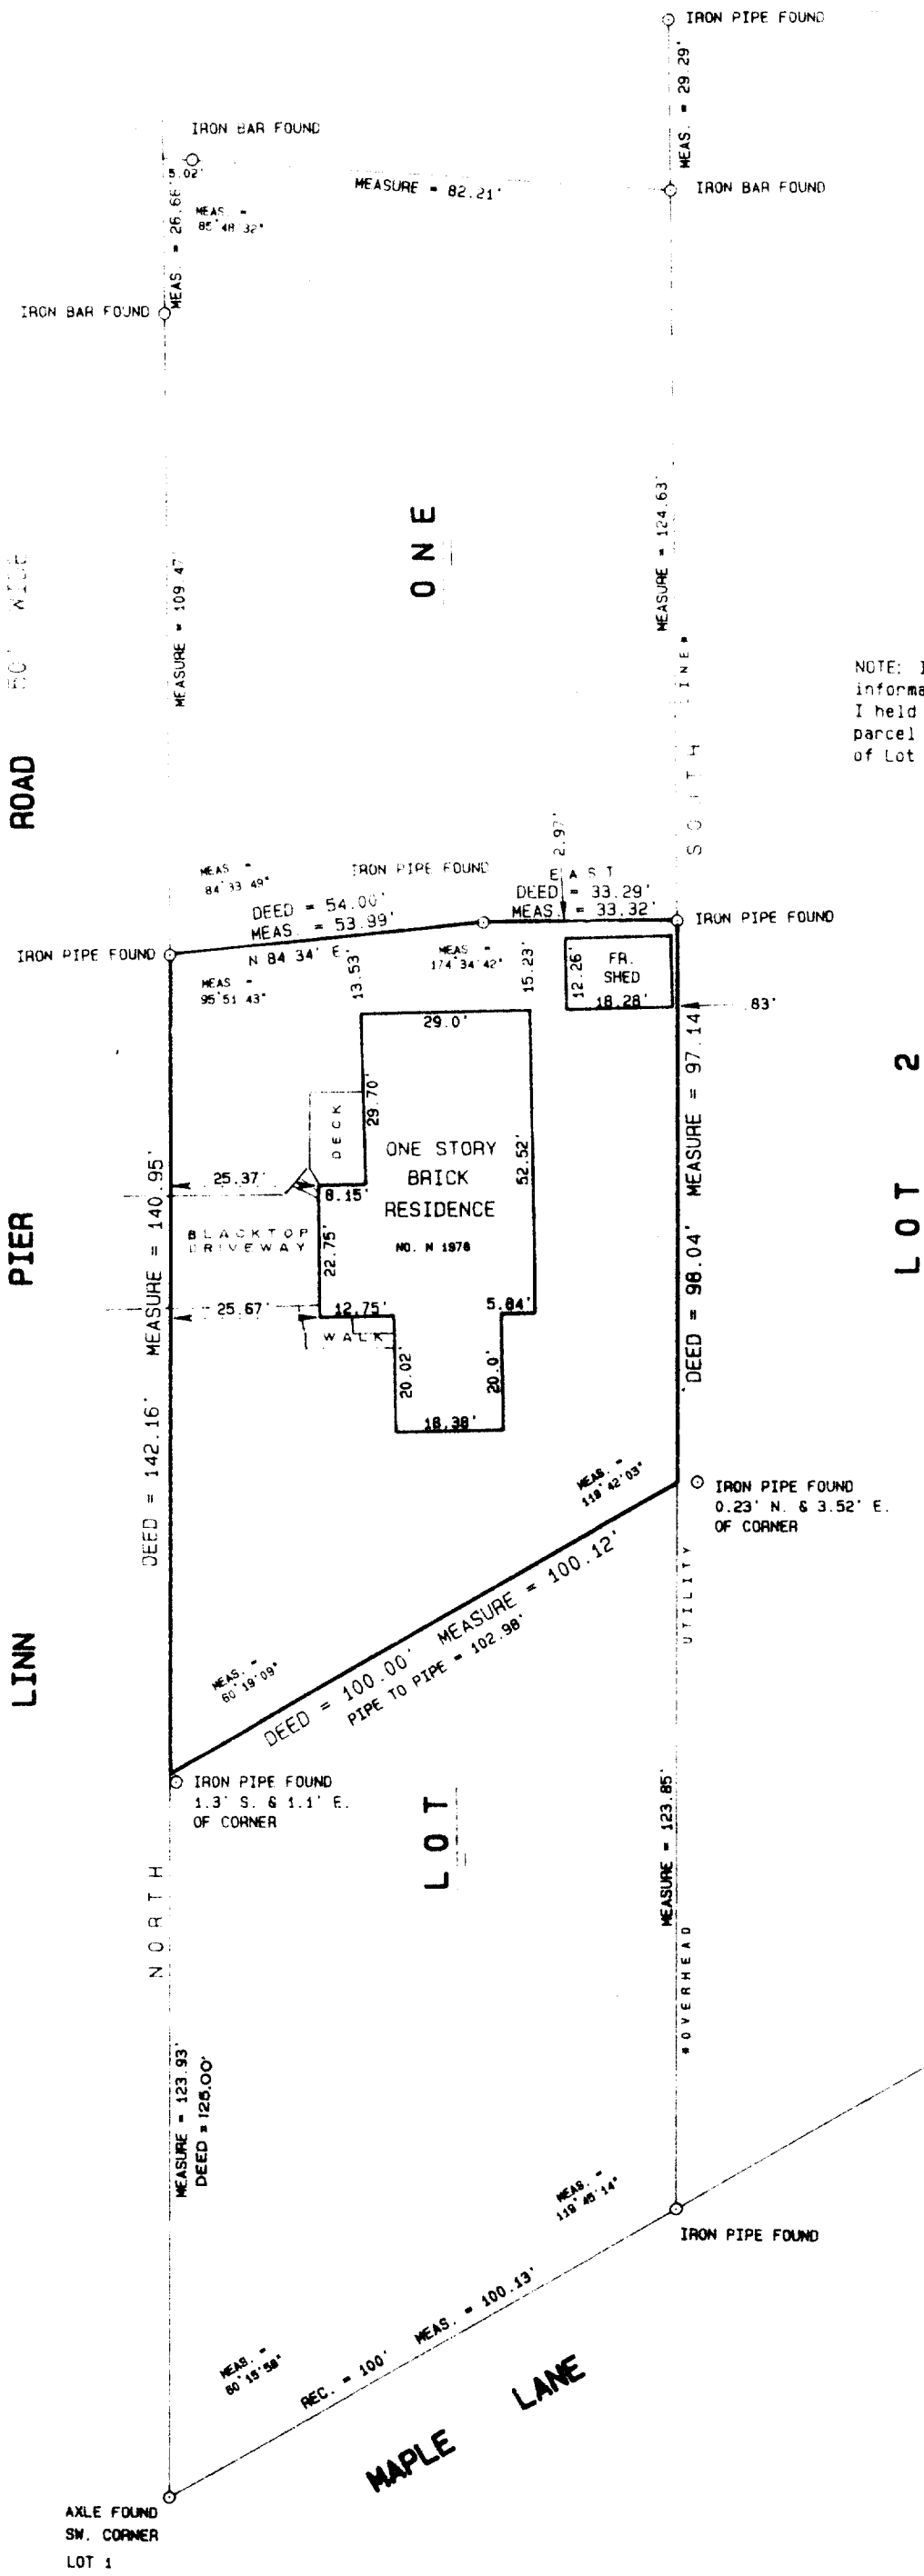 IRON PIPE FOUND
MEAS. = 29.29'
IRON BAR FOUND
5.02'
MEASURE = 82.21'
IRON BAR FOUND
MEAS. = 26.66'
MEAS. =
85°48'32"
IRON BAR FOUND
MEASURE = 109.47'
ONE
MEASURE = 124.63'
LINE*
SOUTH
NOTE: I
informa
I held
parcel
of Lot
LINN PIER ROAD
WIDE
MEAS =
84°33'49"
IRON PIPE FOUND
DEED = 54.00'
MEAS. = 53.99'
N 84°34' E.
2.97'
EAST
DEED = 33.29'
MEAS. = 33.32'
IRON PIPE FOUND
IRON PIPE FOUND
MEAS =
95°51'43"
13.53'
MEAS =
174°34'42"
15.23'
12.26'
FR.
SHED
18.28'
.83'
29.0'
29.70'
DECK
ONE STORY
BRICK
RESIDENCE
NO. N 1978
52.52'
25.37'
8.15'
BLACKTOP
DRIVEWAY
22.75'
25.67'
12.75'
WALK
5.84'
20.02'
20.0'
18.38'
DEED = 142.16' MEASURE = 140.95'
DEED = 98.04' MEASURE = 97.14'
LOT 2
MEAS. =
119°42'03"
IRON PIPE FOUND
0.23' N. & 3.52' E.
OF CORNER
MEAS. =
60°19'09"
DEED = 100.00' MEASURE = 100.12'
PIPE TO PIPE = 102.98'
UTILITY
IRON PIPE FOUND
1.3' S. & 1.1' E.
OF CORNER
LOT
NORTH
MEASURE = 123.85'
*OVERHEAD
MEASURE = 123.93'
DEED = 125.00'
MEAS. =
119°45'14"
IRON PIPE FOUND
MEAS. =
60°15'58"
REC. = 100' MEAS. = 100.13'
MAPLE LANE
AXLE FOUND
SW. CORNER
LOT 1